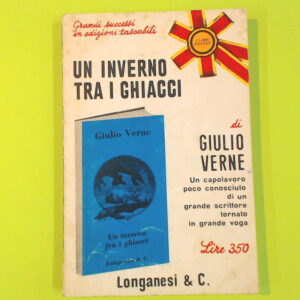 Grandi successi
in edizioni tascabili
UN INVERNO
TRA I GHIACCI
Giulio Verne
Un inverno
fra i ghiacci
Longanesi & C.
di
GIULIO
VERNE
Un capolavoro
poco conosciuto
di un
grande scrittore
tornato
in grande voga
Lire 350
Longanesi & C.